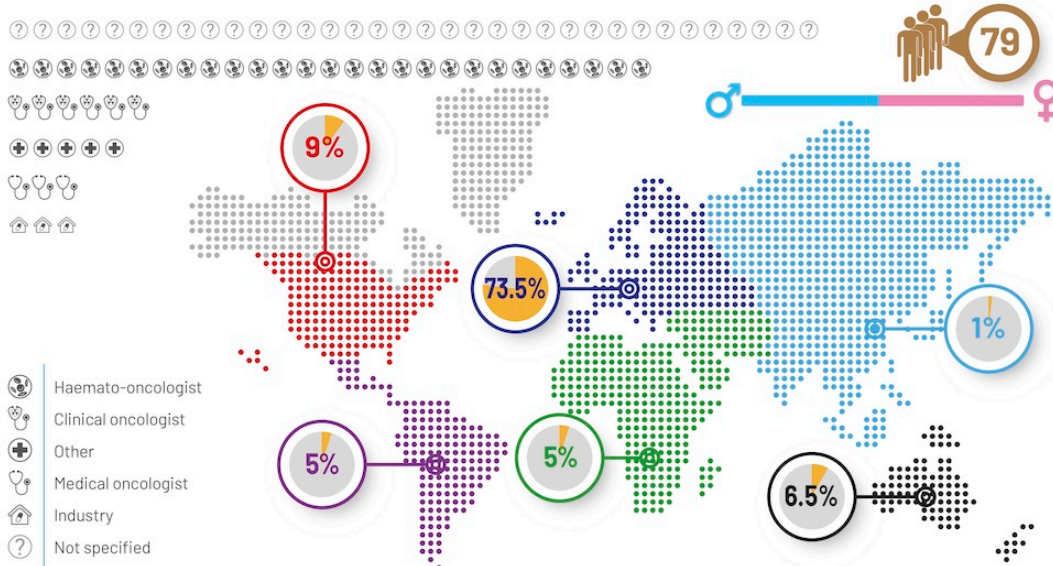 79
9%
73.5%
1%
5%
5%
6.5%
Haemato-oncologist
Clinical oncologist
Other
Medical oncologist
Industry
Not specified